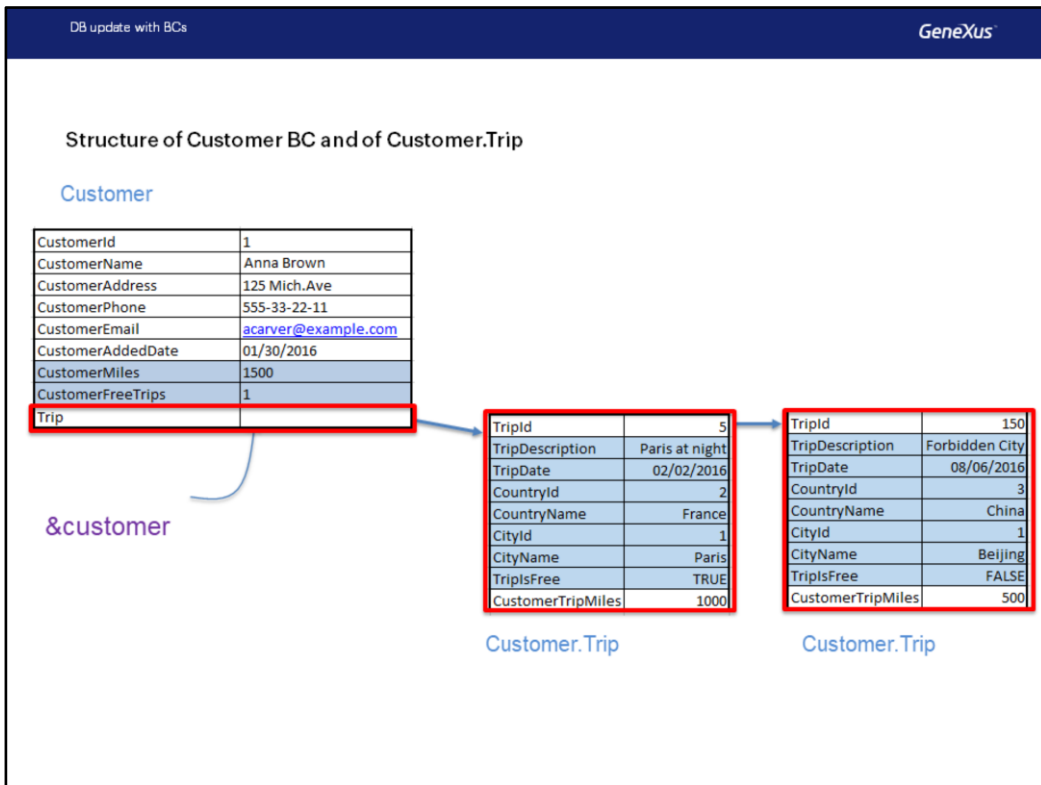 DB update with BCs
GeneXus
Structure of Customer BC and of Customer.Trip
Customer
CustomerId 1
CustomerName Anna Brown
CustomerAddress 125 Mich.Ave
CustomerPhone 555-33-22-11
CustomerEmail acarver@example.com
CustomerAddedDate 01/30/2016
CustomerMiles 1500
CustomerFreeTrips 1
Trip
&customer
TripId 5
TripDescription Paris at night
TripDate 02/02/2016
CountryId 2
CountryName France
CityId 1
CityName Paris
TripIsFree TRUE
CustomerTripMiles 1000
Customer.Trip
TripId 150
TripDescription Forbidden City
TripDate 08/06/2016
CountryId 3
CountryName China
CityId 1
CityName Beijing
TripIsFree FALSE
CustomerTripMiles 500
Customer.Trip